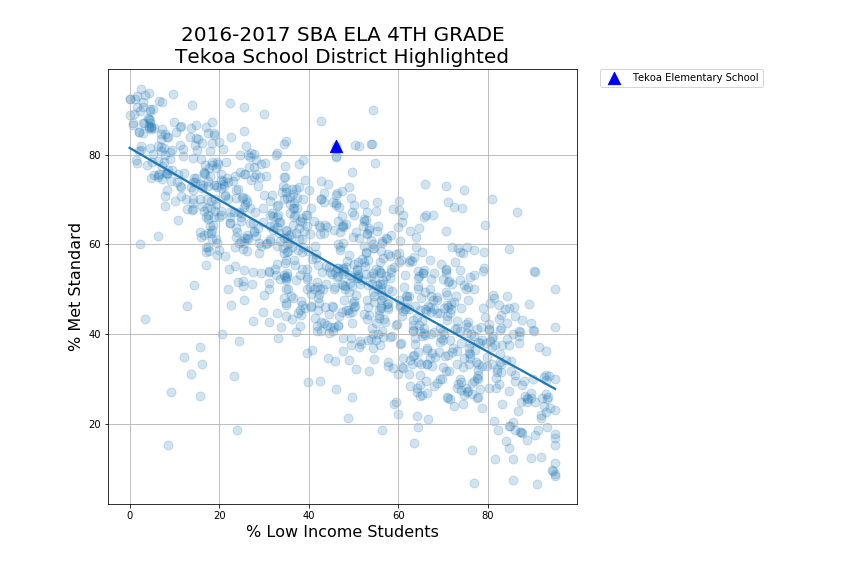 2016-2017 SBA ELA 4TH GRADE
Tekoa School District Highlighted
Tekoa Elementary School
% Met Standard
80
60
40
20
0
20
40
60
80
% Low Income Students